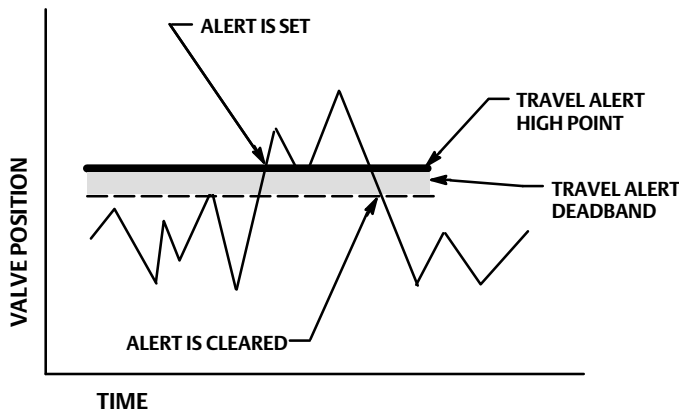 ALERT IS SET
TRAVEL ALERT
HIGH POINT
TRAVEL ALERT
DEADBAND
VALVE POSITION
ALERT IS CLEARED
TIME